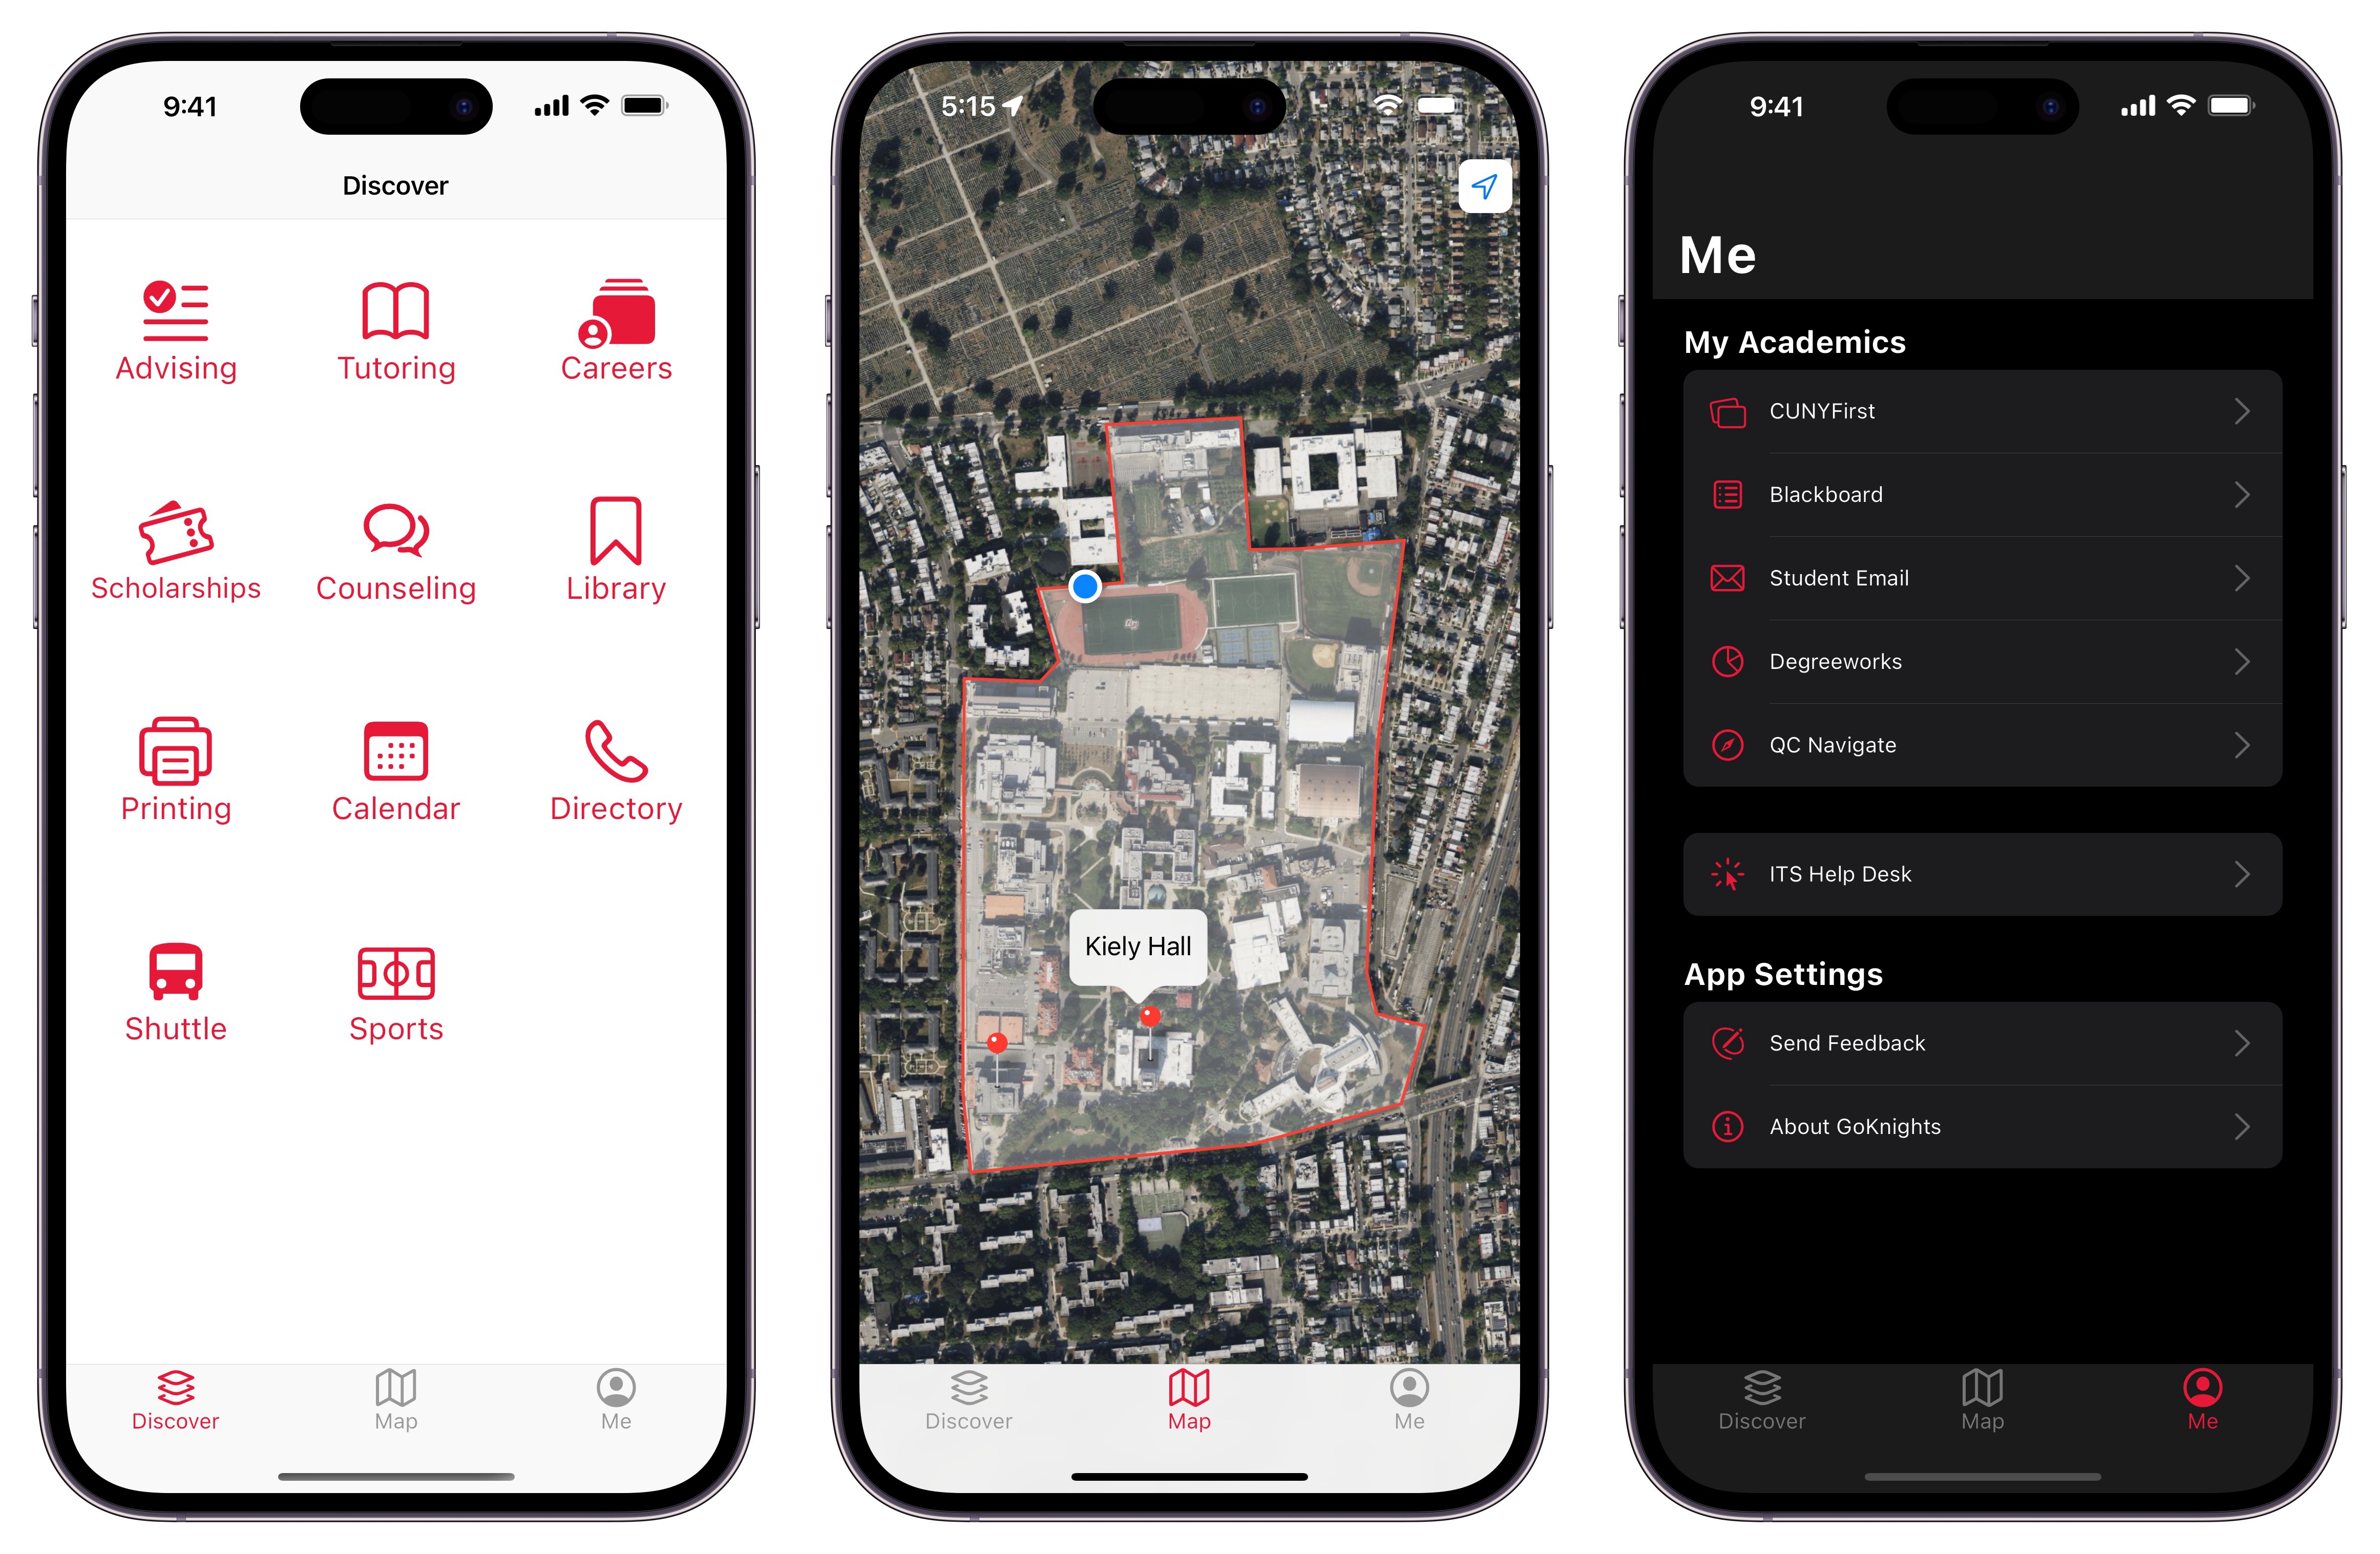 9:41
Discover
Advising Tutoring Careers
Scholarships Counseling Library
Printing Calendar Directory
Shuttle Sports
Discover Map Me
5:15
Kiely Hall
Discover Map Me
9:41
Me
My Academics
CUNYFirst
Blackboard
Student Email
Degreeworks
QC Navigate
ITS Help Desk
App Settings
Send Feedback
About GoKnights
Discover Map Me